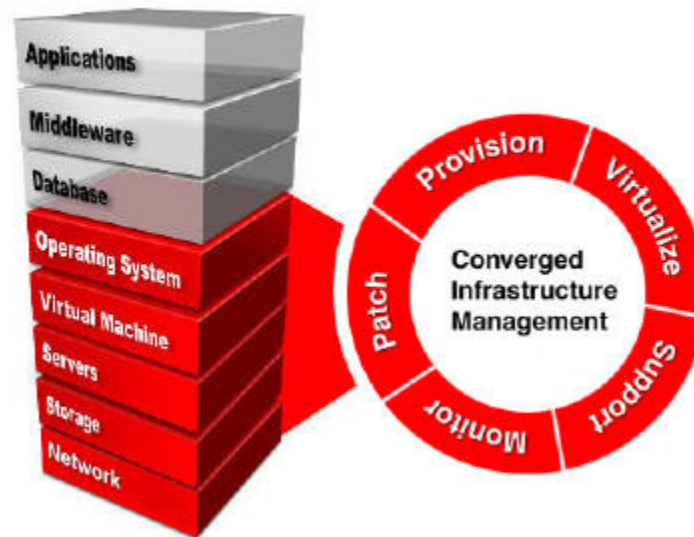 Applications
Middleware
Database
Operating System
Virtual Machine
Servers
Storage
Network
Provision
Virtualize
Support
Monitor
Patch
Converged
Infrastructure
Management